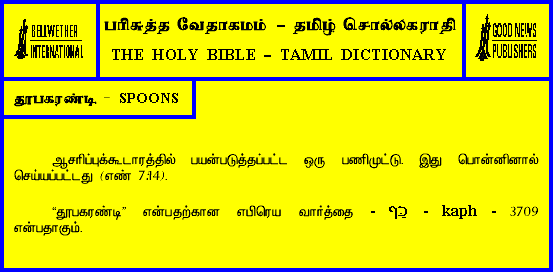 BELLWETHER
INTERNATIONAL
பரிசுத்த வேதாகமம் – தமிழ் சொல்லகராதி
THE HOLY BIBLE – TAMIL DICTIONARY
GOOD NEWS
PUBLISHERS
தூபகரண்டி – SPOONS
ஆசரிப்புக்கூடாரத்தில் பயன்படுத்தப்பட்ட ஒரு பணிமுட்டு. இது பொன்னினால்
செய்யப்பட்டது (எண் 7:14).
“தூபகரண்டி” என்பதற்கான எபிரெய வார்த்தை - כף - kaph - 3709
என்பதாகும்.